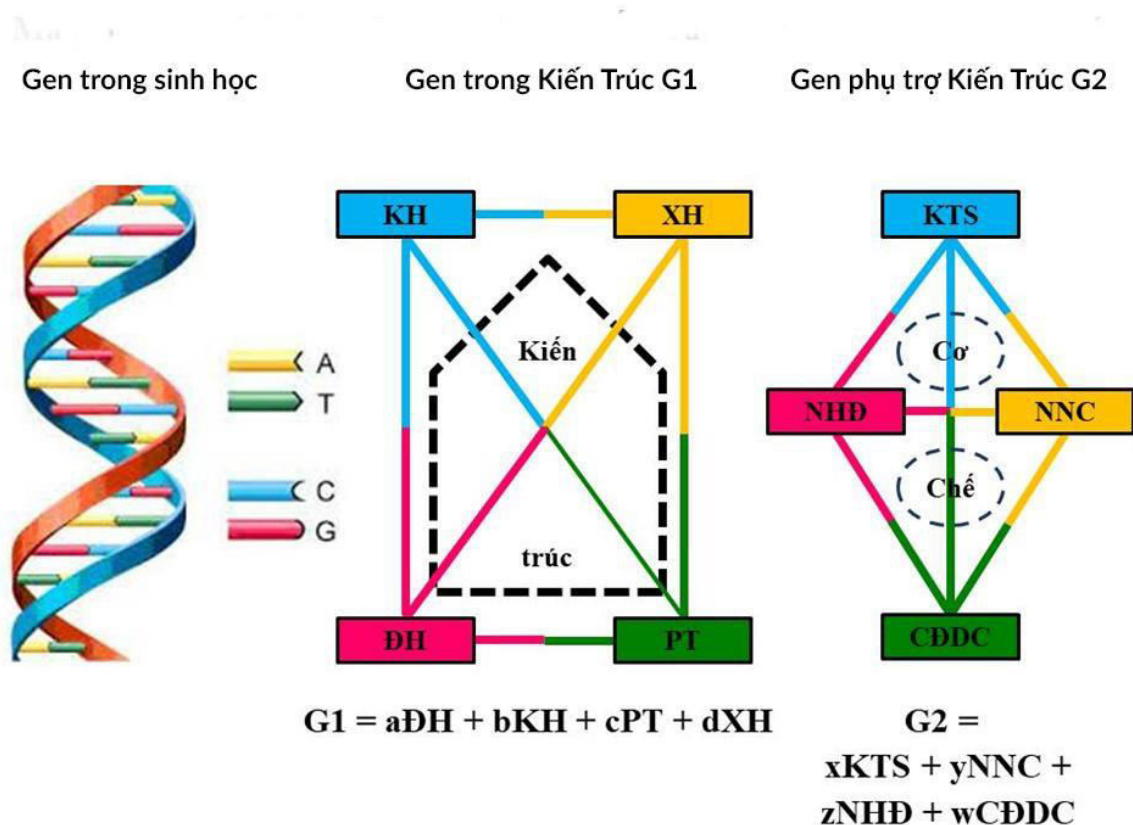 Gen trong sinh học
Gen trong Kiến Trúc G1
Gen phụ trợ Kiến Trúc G2
A
T
C
G
KH
XH
Kiến
trúc
ĐH
PT
G1 = aĐH + bKH + cPT + dXH
KTS
Cơ
NHĐ
NNC
Chế
CĐDC
G2 =
xKTS + yNNC +
zNHĐ + wCĐDC